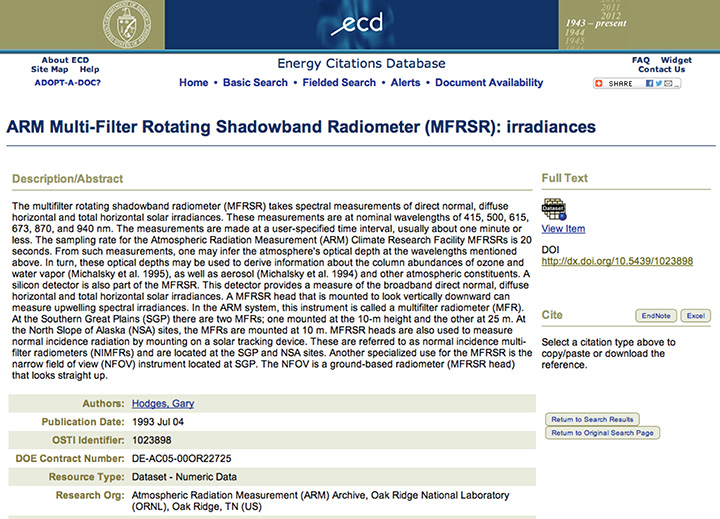 ecd
2011
2012
1943 – present
1944
1945
About ECD
Site Map Help
ADOPT-A-DOC?
Energy Citations Database
Home • Basic Search • Fielded Search • Alerts • Document Availability
FAQ Widget
Contact Us
SHARE
ARM Multi-Filter Rotating Shadowband Radiometer (MFRSR): irradiances
Description/Abstract
The multifilter rotating shadowband radiometer (MFRSR) takes spectral measurements of direct normal, diffuse
horizontal and total horizontal solar irradiances. These measurements are at nominal wavelengths of 415, 500, 615,
673, 870, and 940 nm. The measurements are made at a user-specified time interval, usually about one minute or
less. The sampling rate for the Atmospheric Radiation Measurement (ARM) Climate Research Facility MFRSRs is 20
seconds. From such measurements, one may infer the atmosphere's optical depth at the wavelengths mentioned
above. In turn, these optical depths may be used to derive information about the column abundances of ozone and
water vapor (Michalsky et al. 1995), as well as aerosol (Michalsky et al. 1994) and other atmospheric constituents. A
silicon detector is also part of the MFRSR. This detector provides a measure of the broadband direct normal, diffuse
horizontal and total horizontal solar irradiances. A MFRSR head that is mounted to look vertically downward can
measure upwelling spectral irradiances. In the ARM system, this instrument is called a multifilter radiometer (MFR).
At the Southern Great Plains (SGP) there are two MFRs; one mounted at the 10-m height and the other at 25 m. At
the North Slope of Alaska (NSA) sites, the MFRs are mounted at 10 m. MFRSR heads are also used to measure
normal incidence radiation by mounting on a solar tracking device. These are referred to as normal incidence multi-
filter radiometers (NIMFRs) and are located at the SGP and NSA sites. Another specialized use for the MFRSR is the
narrow field of view (NFOV) instrument located at SGP. The NFOV is a ground-based radiometer (MFRSR head)
that looks straight up.
Authors: Hodges, Gary
Publication Date: 1993 Jul 04
OSTI Identifier: 1023898
DOE Contract Number: DE-AC05-00OR22725
Resource Type: Dataset - Numeric Data
Research Org: Atmospheric Radiation Measurement (ARM) Archive, Oak Ridge National Laboratory
(ORNL), Oak Ridge, TN (US)
Full Text
Dataset
View Item
DOI
http://dx.doi.org/10.5439/1023898
Cite
EndNote
Excel
Select a citation type above to
copy/paste or download the
reference.
Return to Search Results
Return to Original Search Page